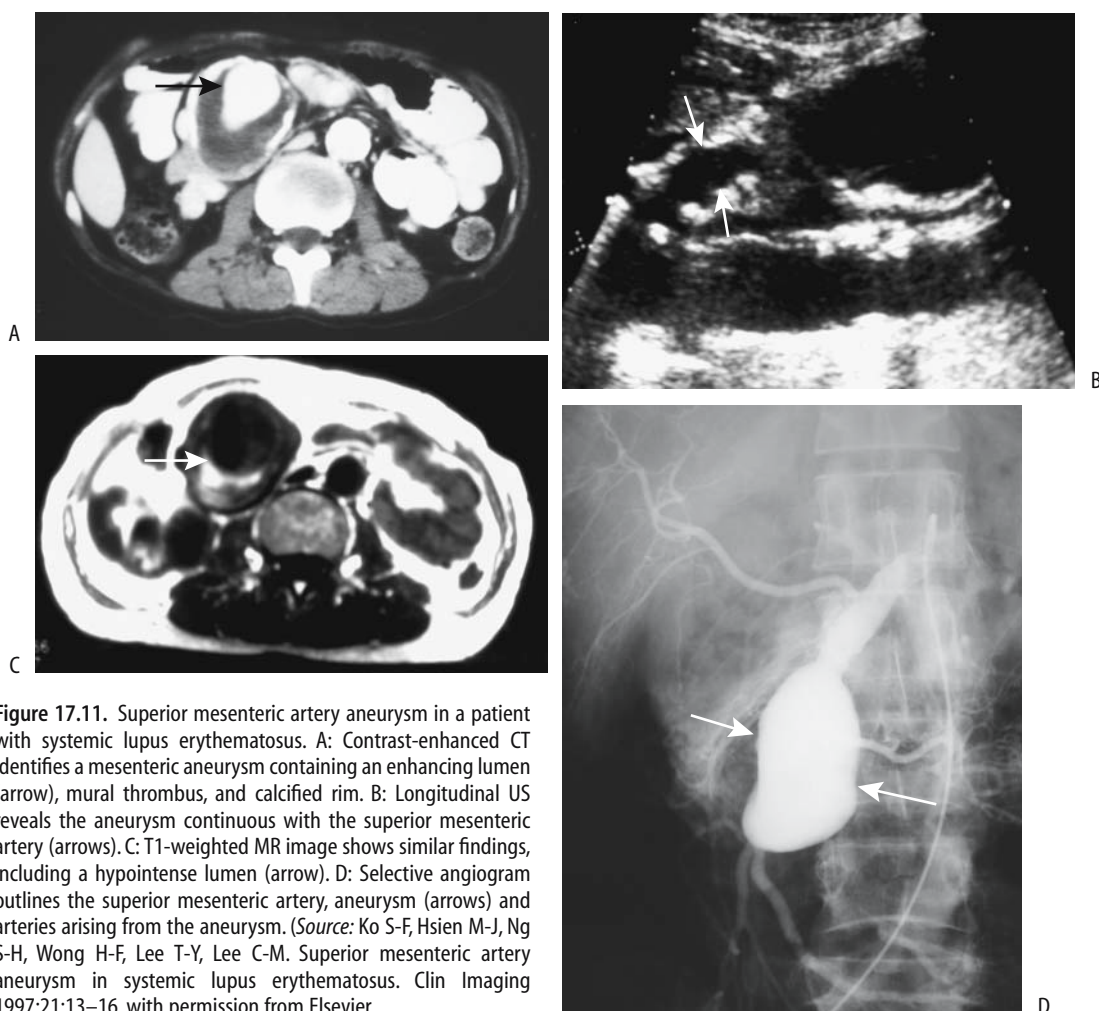 A
B
C
D
Figure 17.11. Superior mesenteric artery aneurysm in a patient
with systemic lupus erythematosus. A: Contrast-enhanced CT
identifies a mesenteric aneurysm containing an enhancing lumen
(arrow), mural thrombus, and calcified rim. B: Longitudinal US
reveals the aneurysm continuous with the superior mesenteric
artery (arrows). C: T1-weighted MR image shows similar findings,
including a hypointense lumen (arrow). D: Selective angiogram
outlines the superior mesenteric artery, aneurysm (arrows) and
arteries arising from the aneurysm. (Source: Ko S-F, Hsien M-J, Ng
S-H, Wong H-F, Lee T-Y, Lee C-M. Superior mesenteric artery
aneurysm in systemic lupus erythematosus. Clin Imaging
1997;21:13–16, with permission from Elsevier.